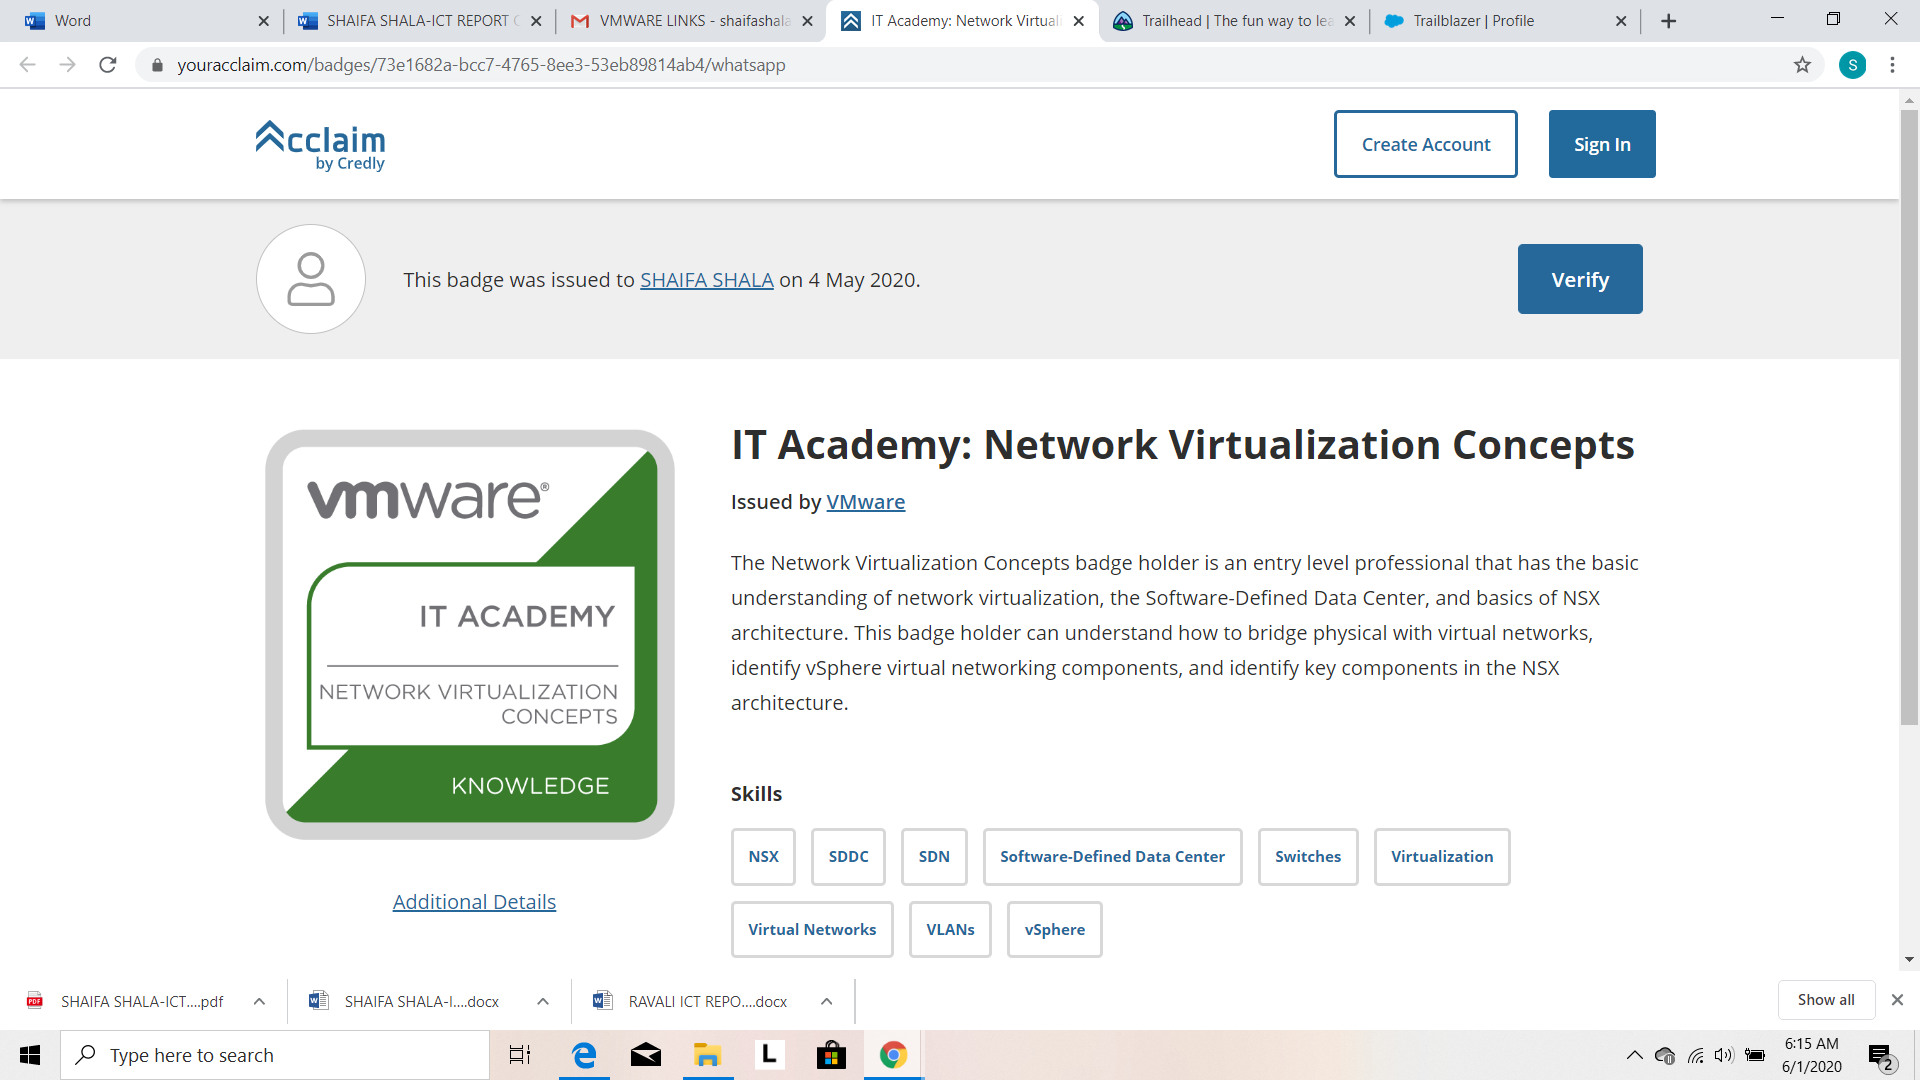 Word
SHAIFA SHALA-ICT REPORT
VMWARE LINKS - shaifashala
IT Academy: Network Virtuali
Trailhead | The fun way to lea
Trailblazer | Profile
youracclaim.com/badges/73e1682a-bcc7-4765-8ee3-53eb89814ab4/whatsapp
S
Acclaim
by Credly
Create Account
Sign In
This badge was issued to SHAIFA SHALA on 4 May 2020.
Verify
vmware®
IT ACADEMY
NETWORK VIRTUALIZATION
CONCEPTS
KNOWLEDGE
Additional Details
IT Academy: Network Virtualization Concepts
Issued by VMware
The Network Virtualization Concepts badge holder is an entry level professional that has the basic
understanding of network virtualization, the Software-Defined Data Center, and basics of NSX
architecture. This badge holder can understand how to bridge physical with virtual networks,
identify vSphere virtual networking components, and identify key components in the NSX
architecture.
Skills
NSX SDDC SDN Software-Defined Data Center Switches Virtualization
Virtual Networks VLANs vSphere
SHAIFA SHALA-ICT....pdf
SHAIFA SHALA-I....docx
RAVALI ICT REPO....docx
Show all
Type here to search
L
6:15 AM
6/1/2020
2